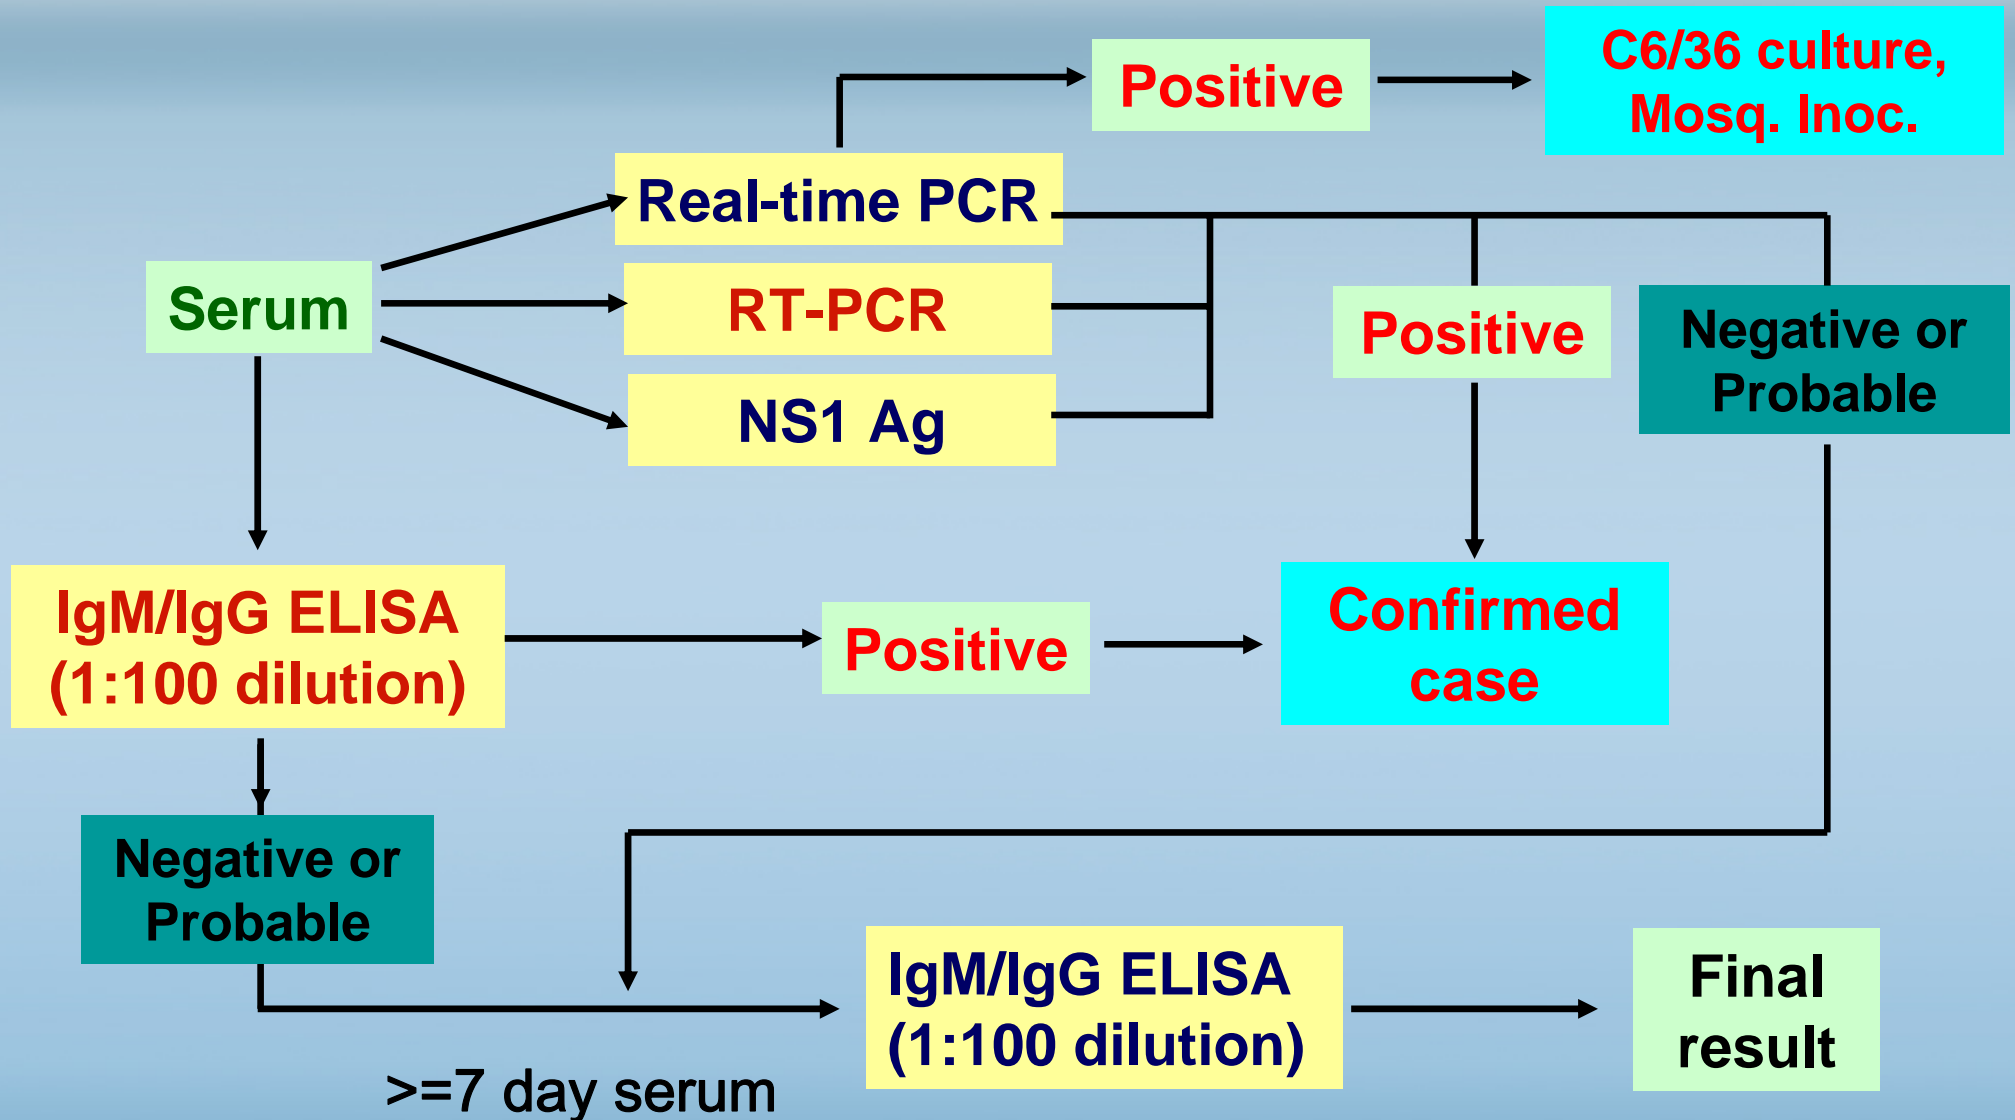 Positive
C6/36 culture,
Mosq. Inoc.
Real-time PCR
Serum
RT-PCR
NS1 Ag
Positive
Negative or
Probable
IgM/IgG ELISA
(1:100 dilution)
Positive
Confirmed
case
Negative or
Probable
IgM/IgG ELISA
(1:100 dilution)
Final
result
>=7 day serum